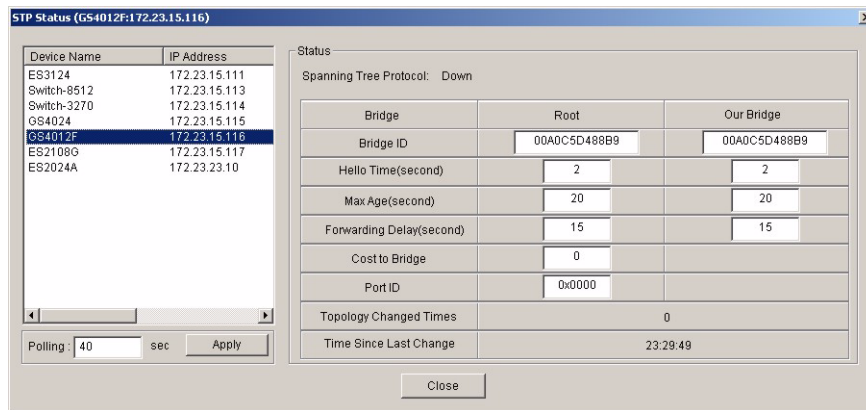 STP Status (GS4012F:172.23.15.116)
Device Name IP Address
ES3124 172.23.15.111
Switch-8512 172.23.15.113
Switch-3270 172.23.15.114
GS4024 172.23.15.115
GS4012F 172.23.15.116
ES2108G 172.23.15.117
ES2024A 172.23.23.10
Polling : 40 sec Apply
Status
Spanning Tree Protocol: Down
Bridge Root Our Bridge
Bridge ID 00A0C5D488B9 00A0C5D488B9
Hello Time(second) 2 2
Max Age(second) 20 20
Forwarding Delay(second) 15 15
Cost to Bridge 0
Port ID 0x0000
Topology Changed Times 0
Time Since Last Change 23:29:49
Close